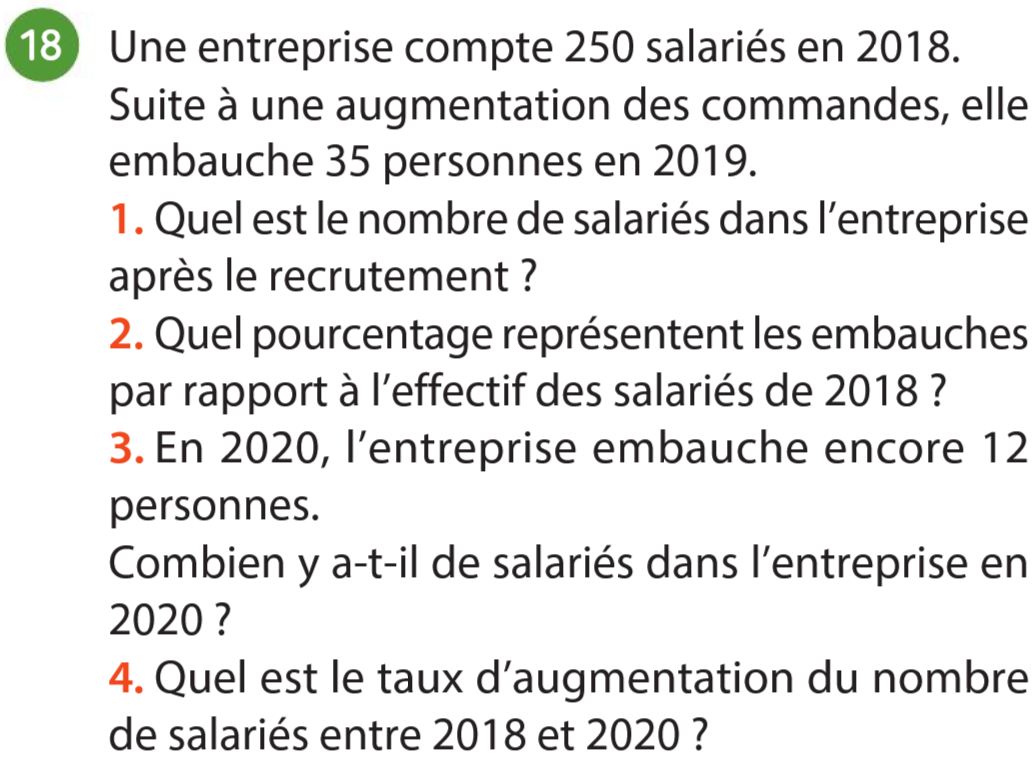 18 Une entreprise compte 250 salariés en 2018.
Suite à une augmentation des commandes, elle
embauche 35 personnes en 2019.
1. Quel est le nombre de salariés dans l’entreprise
après le recrutement ?
2. Quel pourcentage représentent les embauches
par rapport à l’effectif des salariés de 2018 ?
3. En 2020, l’entreprise embauche encore 12
personnes.
Combien y a-t-il de salariés dans l’entreprise en
2020 ?
4. Quel est le taux d’augmentation du nombre
de salariés entre 2018 et 2020 ?